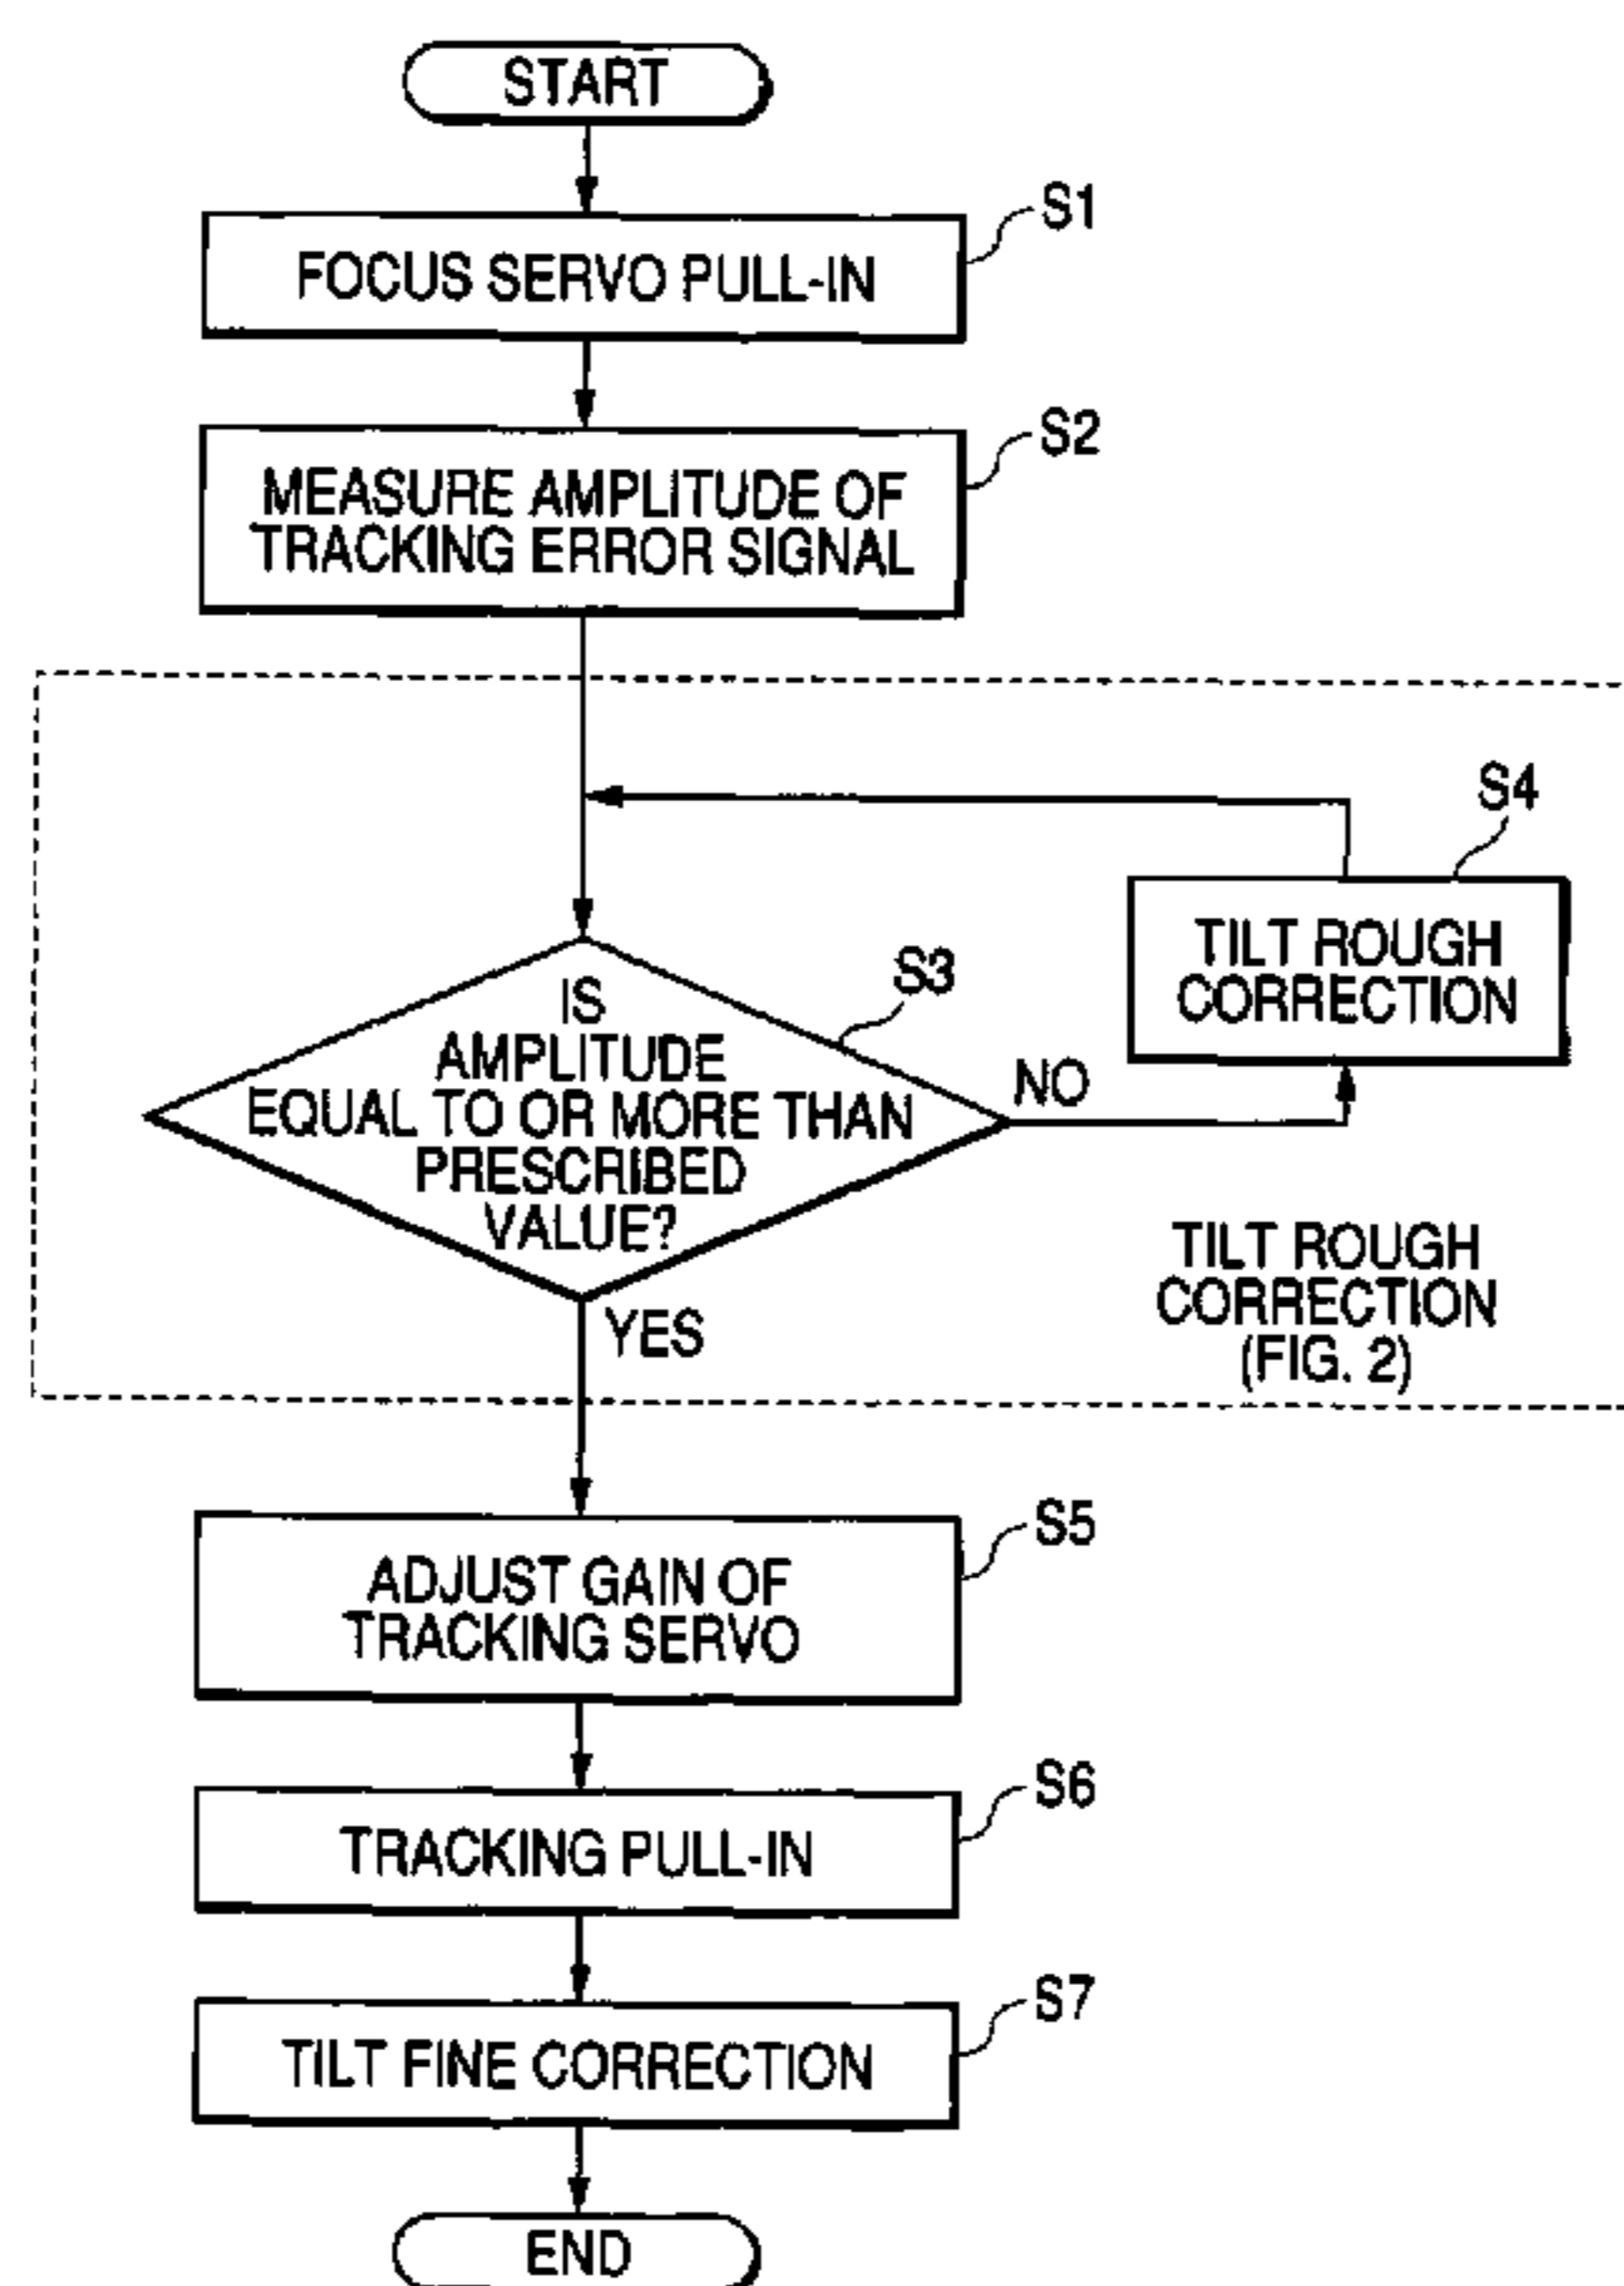 START
S1
FOCUS SERVO PULL-IN
S2
MEASURE AMPLITUDE OF
TRACKING ERROR SIGNAL
S4
TILT ROUGH
CORRECTION
S3
IS
AMPLITUDE
EQUAL TO OR MORE THAN
PRESCRIBED
VALUE?
NO
YES
TILT ROUGH
CORRECTION
(FIG. 2)
S5
ADJUST GAIN OF
TRACKING SERVO
S6
TRACKING PULL-IN
S7
TILT FINE CORRECTION
END